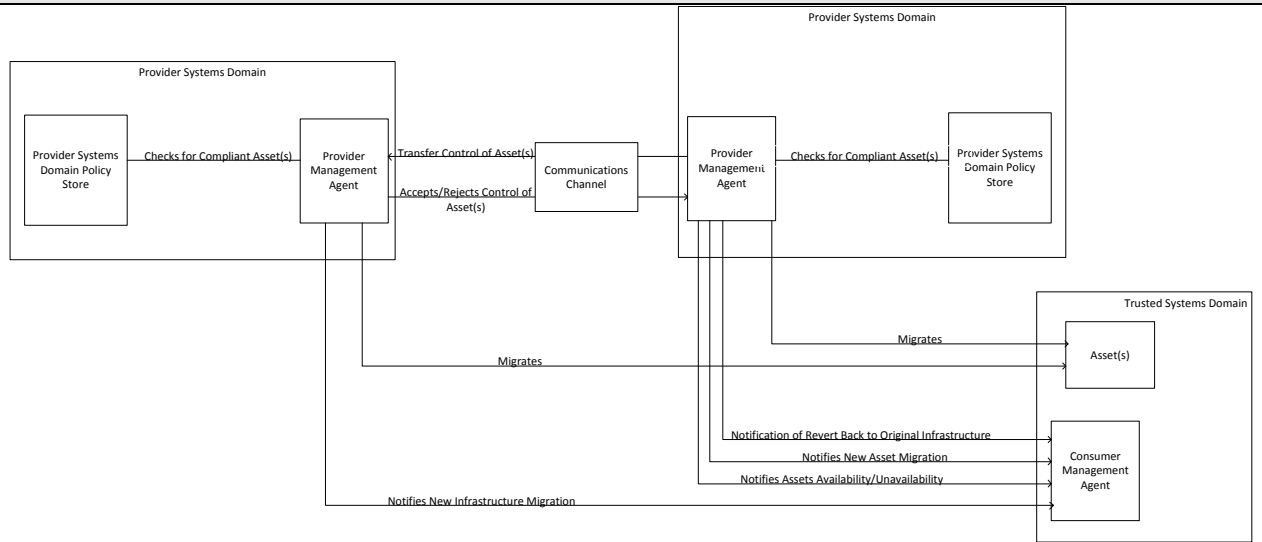 Provider Systems Domain
Provider Systems Domain
Provider Systems
Domain Policy
Store
Checks for Compliant Asset(s)
Provider
Management
Agent
Transfer Control of Asset(s)
Accepts/Rejects Control of
Asset(s)
Communications
Channel
Provider
Management
Agent
Checks for Compliant Asset(s)
Provider Systems
Domain Policy
Store
Trusted Systems Domain
Migrates
Migrates
Asset(s)
Notification of Revert Back to Original Infrastructure
Notifies New Asset Migration
Notifies Assets Availability/Unavailability
Notifies New Infrastructure Migration
Consumer
Management
Agent